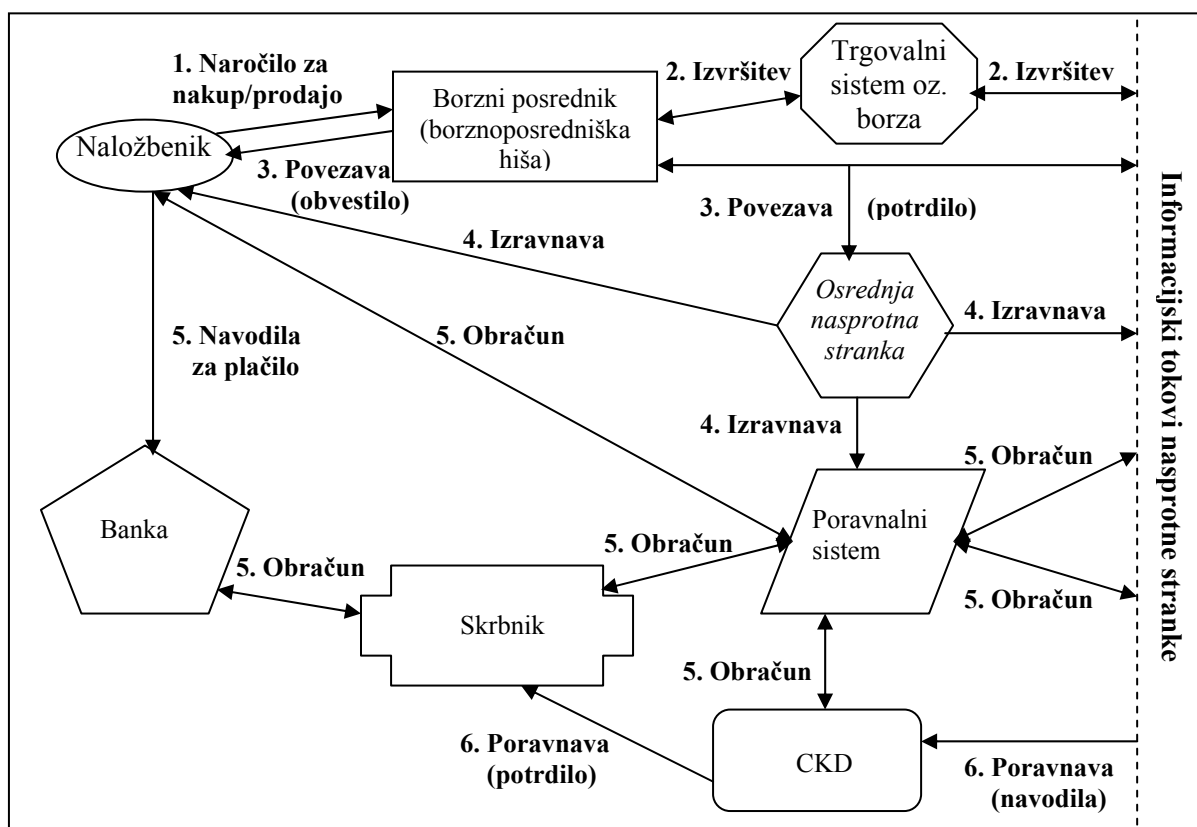 1. Naročilo za
nakup/prodajo
Borzni posrednik
(borznoposredniška
hiša)
2. Izvršitev
Trgovalni
sistem oz.
borza
2. Izvršitev
Naložbenik
3. Povezava
(obvestilo)
3. Povezava (potrdilo)
4. Izravnava
Osrednja
nasprotna
stranka
4. Izravnava
5. Navodila
za plačilo
5. Obračun
4. Izravnava
5. Obračun
Banka
Poravnalni
sistem
5. Obračun
5. Obračun
5. Obračun
Skrbnik
5. Obračun
6. Poravnava
(potrdilo)
CKD
6. Poravnava
(navodila)
Informacijski tokovi nasprotne stranke